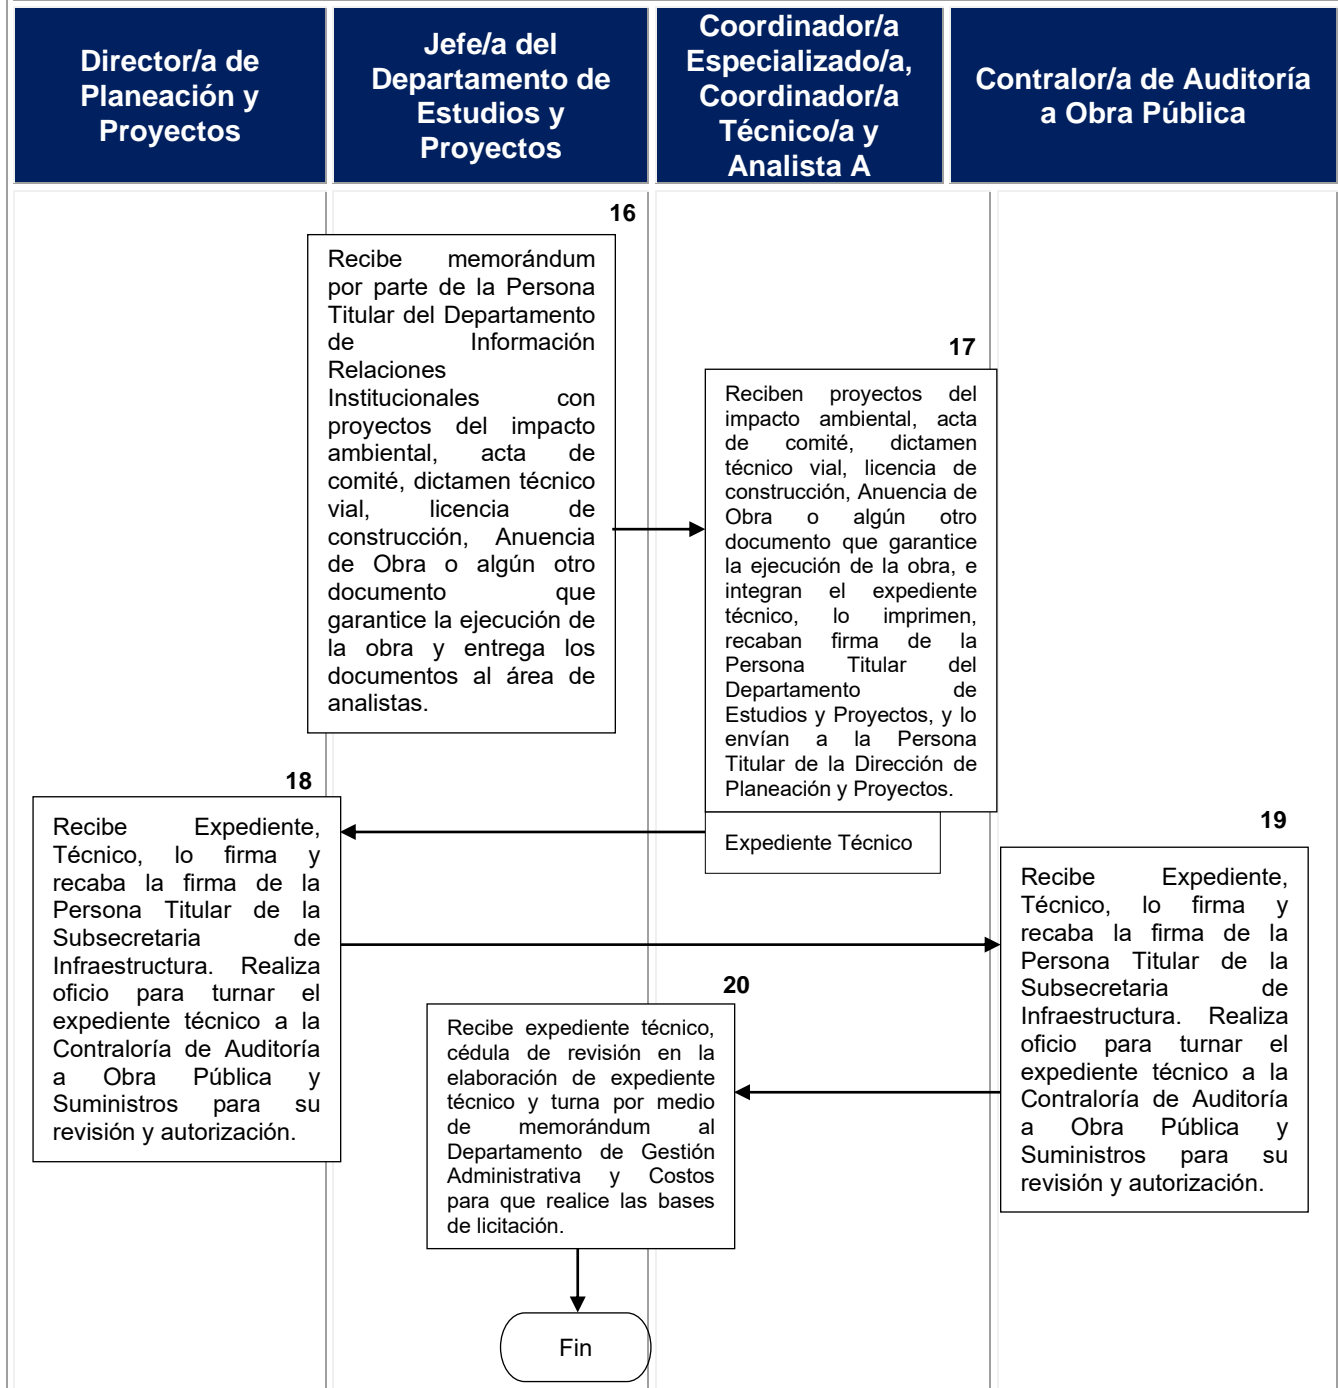 Director/a de
Planeación y
Proyectos
Jefe/a del
Departamento de
Estudios y
Proyectos
Coordinador/a
Especializado/a,
Coordinador/a
Técnico/a y
Analista A
Contralor/a de Auditoría
a Obra Pública
16
Recibe memorándum
por parte de la Persona
Titular del Departamento
de Información
Relaciones
Institucionales con
proyectos del impacto
ambiental, acta de
comité, dictamen técnico
vial, licencia de
construcción, Anuencia
de Obra o algún otro
documento que
garantice la ejecución de
la obra y entrega los
documentos al área de
analistas.
17
Reciben proyectos del
impacto ambiental, acta
de comité, dictamen
técnico vial, licencia de
construcción, Anuencia de
Obra o algún otro
documento que garantice
la ejecución de la obra, e
integran el expediente
técnico, lo imprimen,
recaban firma de la
Persona Titular del
Departamento de
Estudios y Proyectos, y lo
envían a la Persona
Titular de la Dirección de
Planeación y Proyectos.
Expediente Técnico
18
Recibe Expediente,
Técnico, lo firma y
recaba la firma de la
Persona Titular de la
Subsecretaria de
Infraestructura. Realiza
oficio para turnar el
expediente técnico a la
Contraloría de Auditoría
a Obra Pública y
Suministros para su
revisión y autorización.
19
Recibe Expediente,
Técnico, lo firma y
recaba la firma de la
Persona Titular de la
Subsecretaria de
Infraestructura. Realiza
oficio para turnar el
expediente técnico a la
Contraloría de Auditoría
a Obra Pública y
Suministros para su
revisión y autorización.
20
Recibe expediente técnico,
cédula de revisión en la
elaboración de expediente
técnico y turna por medio
de memorándum al
Departamento de Gestión
Administrativa y Costos
para que realice las bases
de licitación.
Fin